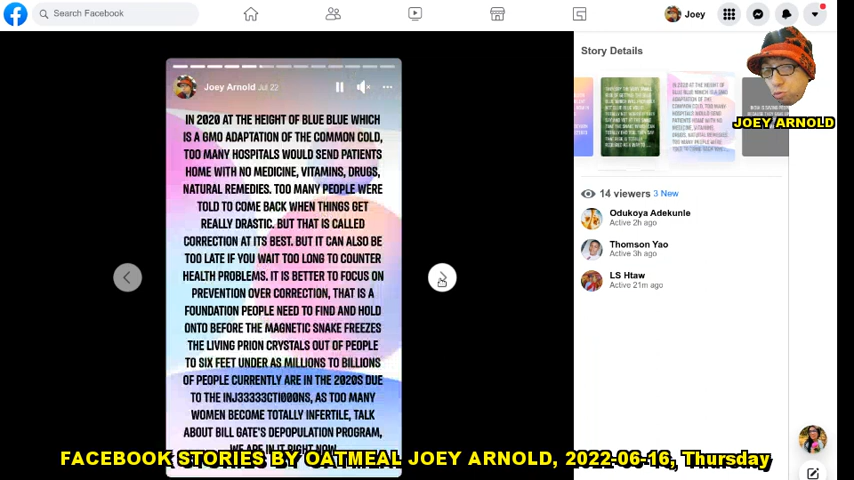 Search Facebook
Joey
Story Details
JOEY ARNOLD
Joey Arnold Jul 22
IN 2020 AT THE HEIGHT OF BLUE BLUE WHICH
IS A GMO ADAPTATION OF THE COMMON COLD,
TOO MANY HOSPITALS WOULD SEND PATIENTS
HOME WITH NO MEDICINE, VITAMINS, DRUGS,
NATURAL REMEDIES. TOO MANY PEOPLE WERE
TOLD TO COME BACK WHEN THINGS GET
REALLY DRASTIC. BUT THAT IS CALLED
CORRECTION AT ITS BEST. BUT IT CAN ALSO BE
TOO LATE IF YOU WAIT TOO LONG TO COUNTER
HEALTH PROBLEMS. IT IS BETTER TO FOCUS ON
PREVENTION OVER CORRECTION, THAT IS A
FOUNDATION PEOPLE NEED TO FIND AND HOLD
ONTO BEFORE THE MAGNETIC SNAKE FREEZES
THE LIVING PRION CRYSTALS OUT OF PEOPLE
TO SIX FEET UNDER AS MILLIONS TO BILLIONS
OF PEOPLE CURRENTLY ARE IN THE 2020S DUE
TO THE INJ33333CTI000NS, AS TOO MANY
WOMEN BECOME TOTALLY INFERTILE, TALK
ABOUT BILL GATE'S DEPOPULATION PROGRAM,
WE ARE IN IT RIGHT NOW
14 viewers 3 New
Odukoya Adekunle
Active 2h ago
Thomson Yao
Active 3h ago
LS Htaw
Active 21m ago
FACEBOOK STORIES BY OATMEAL JOEY ARNOLD, 2022-06-16, Thursday